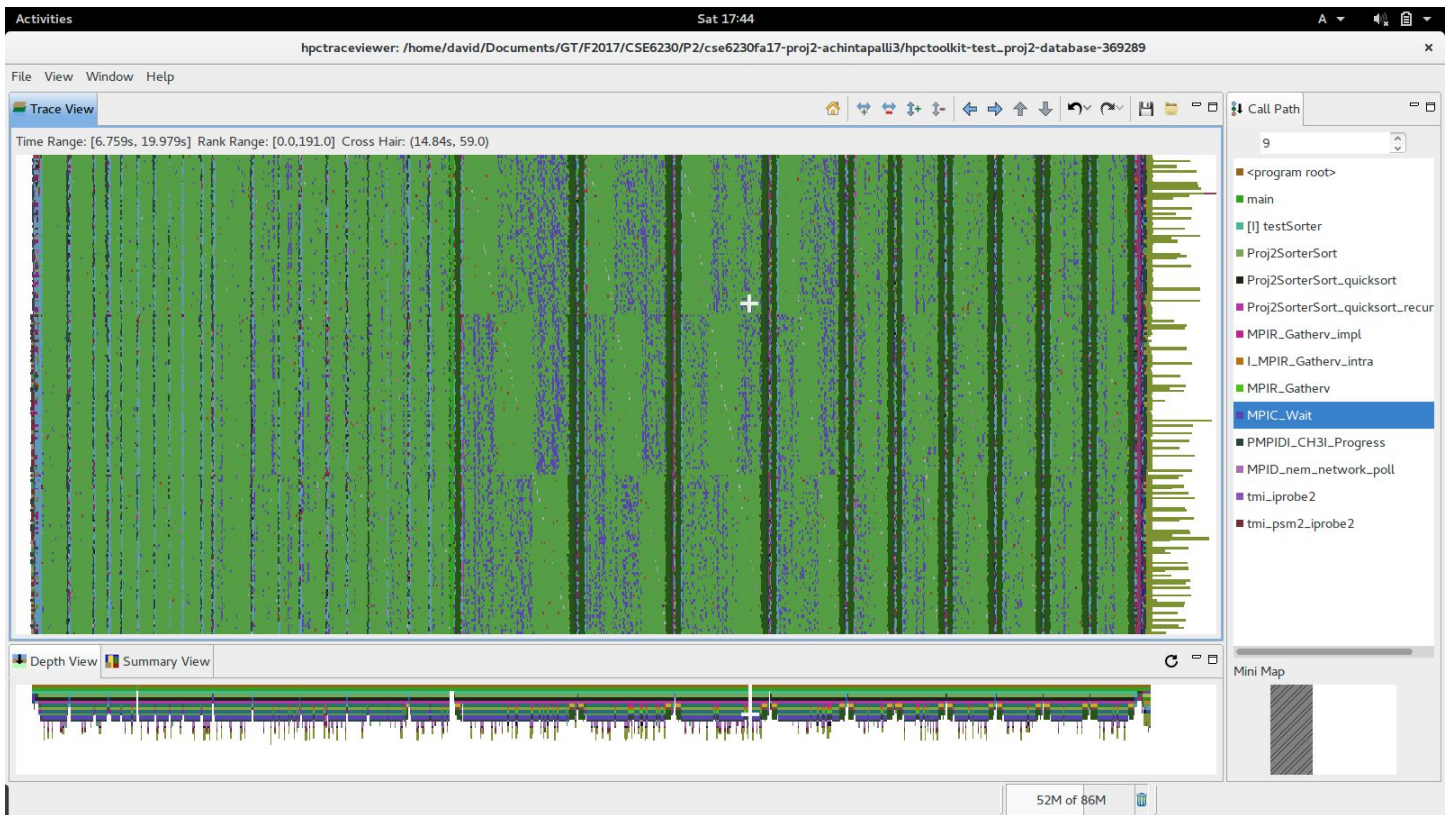 Activities
Sat 17:44
A
hpctraceviewer: /home/david/Documents/GT/F2017/CSE6230/P2/cse6230fa17-proj2-achintapalli3/hpctoolkit-test_proj2-database-369289
×
File View Window Help
Trace View
Time Range: [6.759s, 19.979s] Rank Range: [0.0,191.0] Cross Hair: (14.84s, 59.0)
Call Path
9
<program root>
main
[I] testSorter
Proj2SorterSort
Proj2SorterSort_quicksort
Proj2SorterSort_quicksort_recur
MPIR_Gatherv_impl
I_MPIR_Gatherv_intra
MPIR_Gatherv
MPIC_Wait
PMPIDI_CH3I_Progress
MPID_nem_network_poll
tmi_iprobe2
tmi_psm2_iprobe2
Depth View
Summary View
Mini Map
52M of 86M